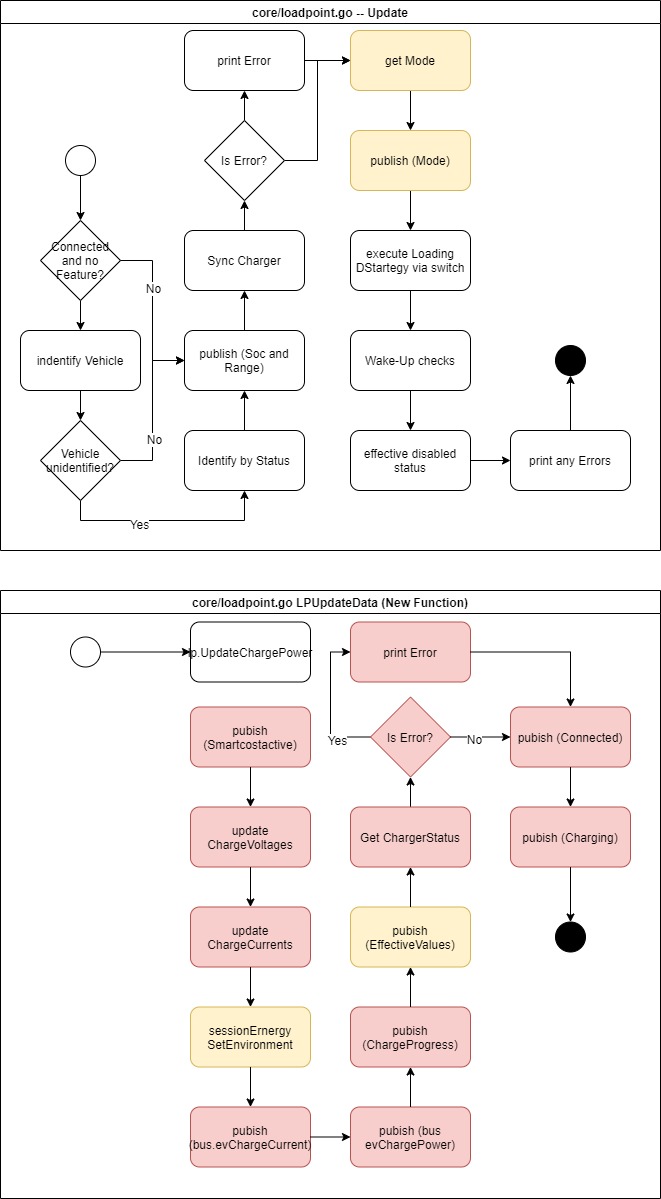 core/loadpoint.go -- Update
print Error
get Mode
Is Error?
publish (Mode)
Connected
and no
Feature?
No
Sync Charger
execute Loading
DStartegy via switch
indentify Vehicle
publish (Soc and
Range)
Wake-Up checks
No
Vehicle
unidentified?
Identify by Status
effective disabled
status
print any Errors
Yes
core/loadpoint.go LPUpdateData (New Function)
p.UpdateChargePower
print Error
pubish
(Smartcostactive)
Is Error?
Yes
No
pubish (Connected)
update
ChargeVoltages
Get ChargerStatus
pubish (Charging)
update
ChargeCurrents
pubish
(EffectiveValues)
sessionErnergy
SetEnvironment
pubish
(ChargeProgress)
pubish
(bus.evChargeCurrent)
pubish (bus
evChargePower)